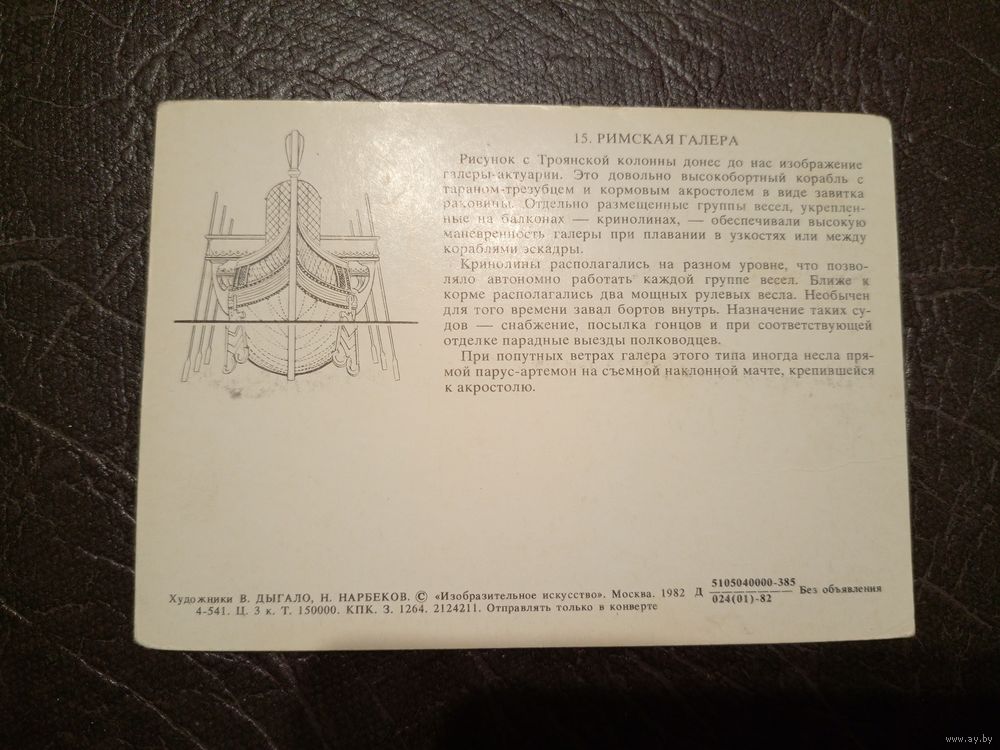 15. РИМСКАЯ ГАЛЕРА
Рисунок с Троянской колонны донес до нас изображение
галеры-актуарии. Это довольно высокобортный корабль с
тараном-трезубцем и кормовым акростолем в виде завитка
раковины. Отдельно размещенные группы весел, укреплен-
ные на балконах — кринолинах, — обеспечивали высокую
маневренность галеры при плавании в узкостях или между
кораблями эскадры.
Кринолины располагались на разном уровне, что позво-
ляло автономно работать каждой группе весел. Ближе к
корме располагались два мощных рулевых весла. Необычен
для того времени завал бортов внутрь. Назначение таких су-
дов — снабжение, посылка гонцов и при соответствующей
отделке парадные выезды полководцев.
При попутных ветрах галера этого типа иногда несла пря-
мой парус-артемон на съемной наклонной мачте, крепившейся
к акростолю.
Художники В. ДЫГАЛО, Н. НАРБЕКОВ. © «Изобразительное искусство». Москва. 1982 Д 5105040000-385 Без объявления
024(01)-82
4-541. Ц. 3 к. Т. 150000. КПК. З. 1264. 2124211. Отправлять только в конверте
www.ay.by